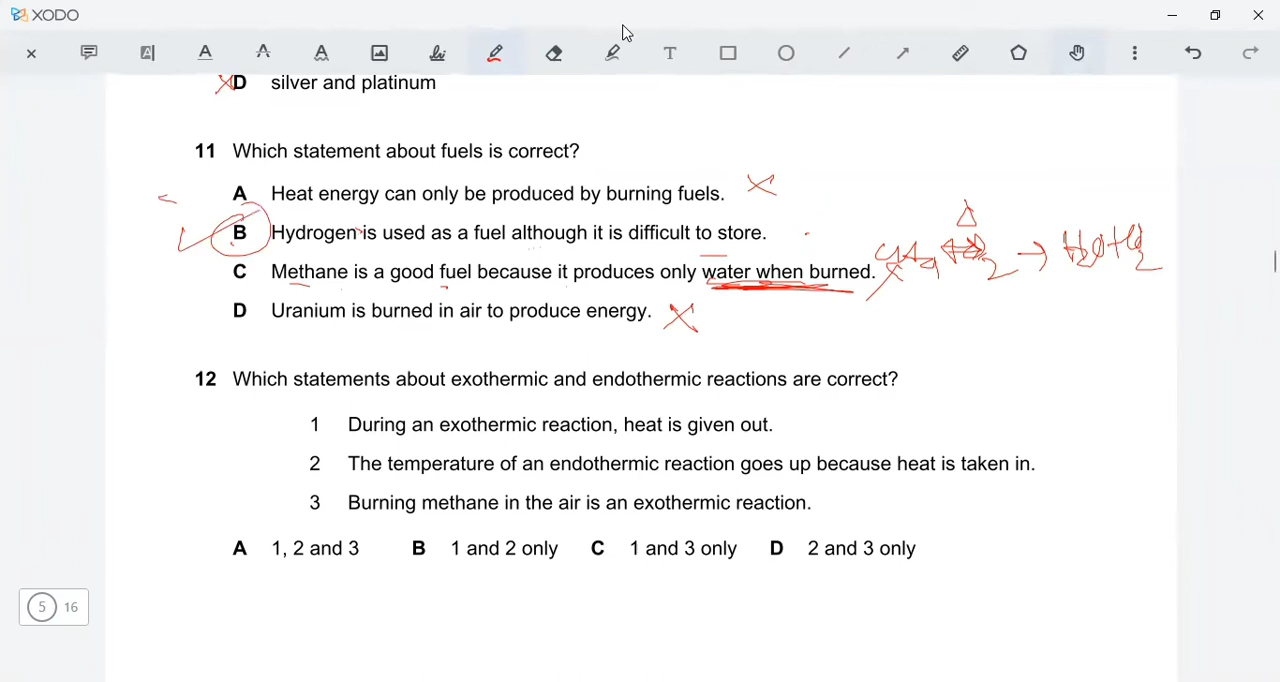 XODO
D silver and platinum
11 Which statement about fuels is correct?
A Heat energy can only be produced by burning fuels.
B Hydrogen is used as a fuel although it is difficult to store.
C Methane is a good fuel because it produces only water when burned.
D Uranium is burned in air to produce energy.
12 Which statements about exothermic and endothermic reactions are correct?
1 During an exothermic reaction, heat is given out.
2 The temperature of an endothermic reaction goes up because heat is taken in.
3 Burning methane in the air is an exothermic reaction.
A 1, 2 and 3 B 1 and 2 only C 1 and 3 only D 2 and 3 only
5 16